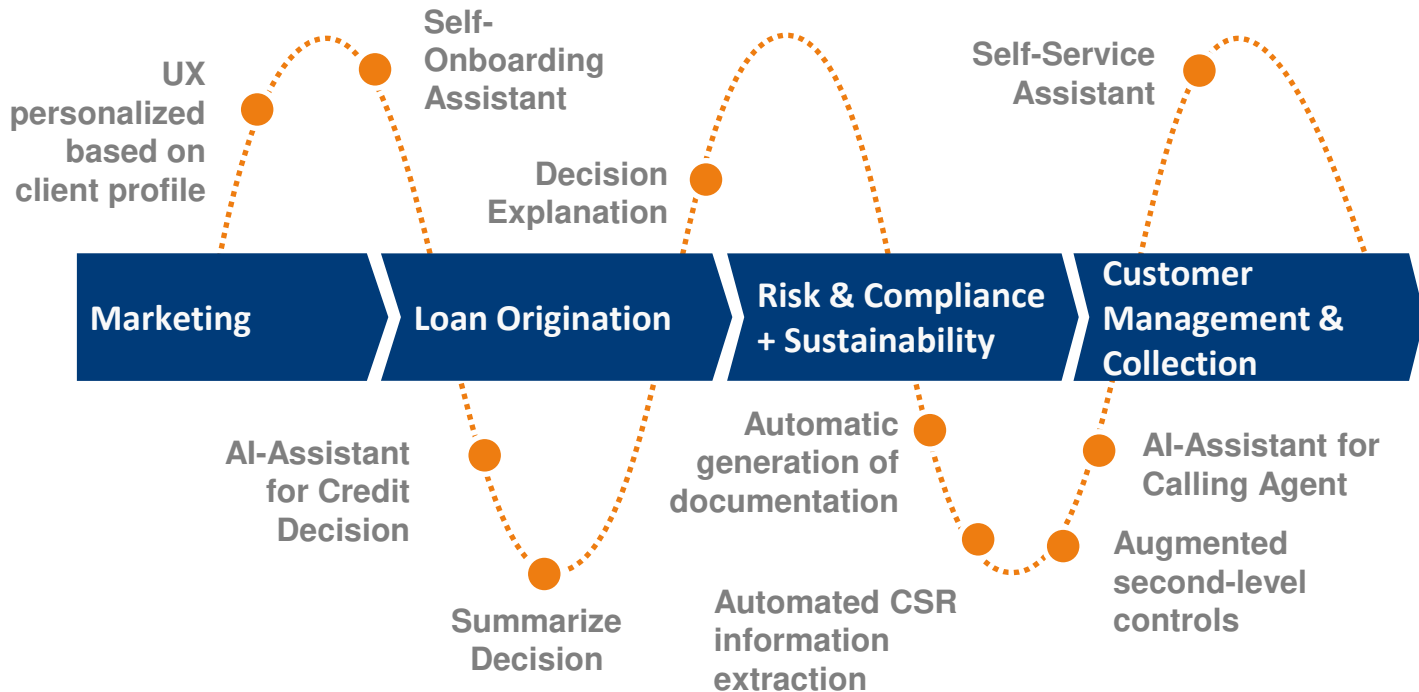 UX
personalized
based on
client profile
Self-
Onboarding
Assistant
Decision
Explanation
Self-Service
Assistant
Marketing
Loan Origination
Risk & Compliance
+ Sustainability
Customer
Management &
Collection
AI-Assistant
for Credit
Decision
Summarize
Decision
Automatic
generation of
documentation
Automated CSR
information
extraction
AI-Assistant for
Calling Agent
Augmented
second-level
controls